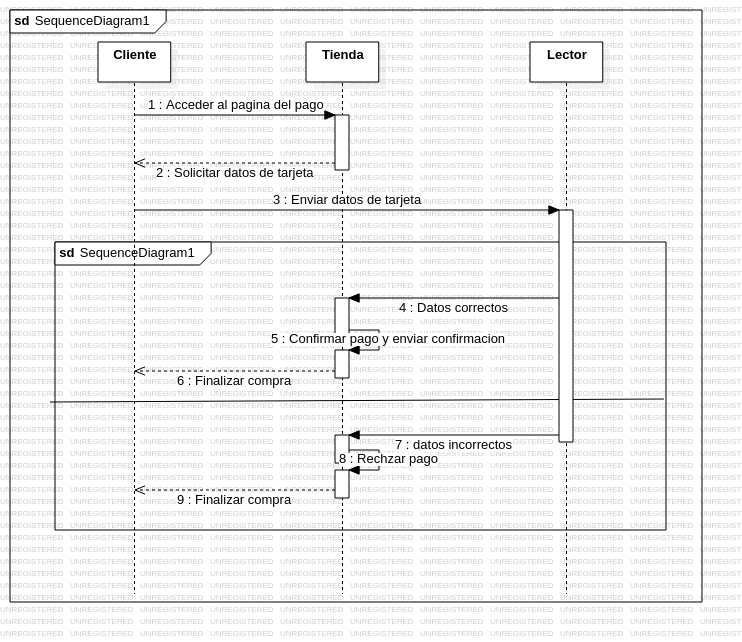 sd SequenceDiagram1
Cliente
Tienda
Lector
1 : Acceder al pagina del pago
2 : Solicitar datos de tarjeta
3 : Enviar datos de tarjeta
sd SequenceDiagram1
4 : Datos correctos
5 : Confirmar pago y enviar confirmacion
6 : Finalizar compra
7 : datos incorrectos
8 : Rechzar pago
9 : Finalizar compra
UNREGISTERED